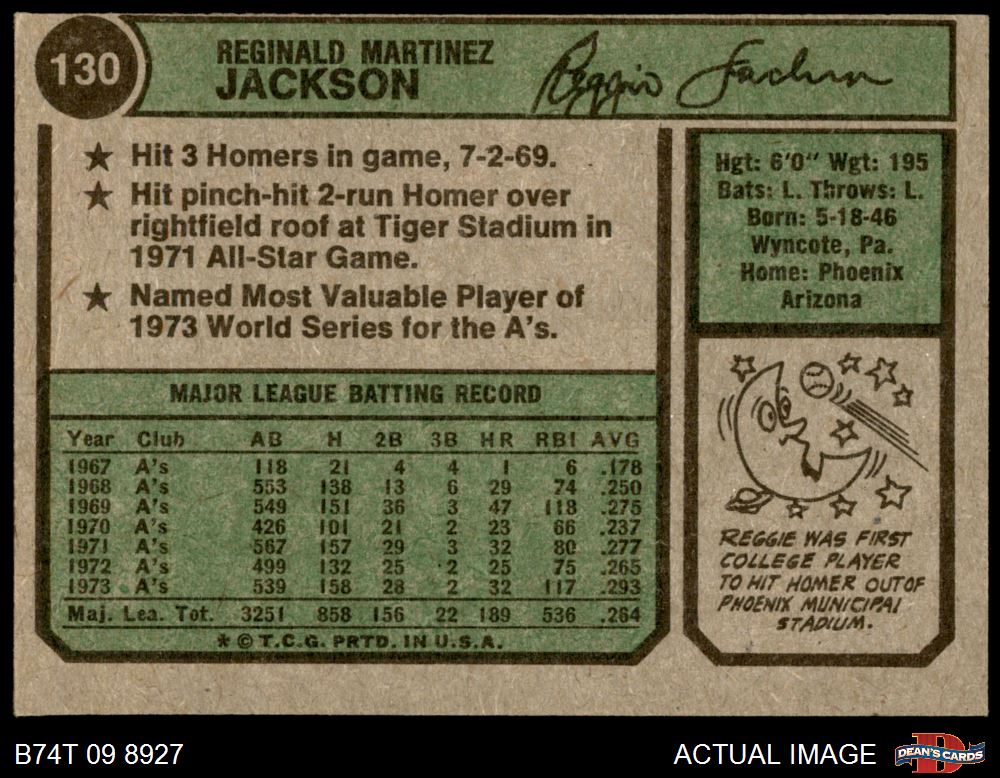 130
REGINALD MARTINEZ
JACKSON
Reggie Jackson
★ Hit 3 Homers in game, 7-2-69.
★ Hit pinch-hit 2-run Homer over
rightfield roof at Tiger Stadium in
1971 All-Star Game.
★ Named Most Valuable Player of
1973 World Series for the A's.
Hgt: 6'0" Wgt: 195
Bats: L. Throws: L.
Born: 5-18-46
Wyncote, Pa.
Home: Phoenix
Arizona
MAJOR LEAGUE BATTING RECORD
Year Club AB H 2B 3B HR RBI AVG
1967 A's 118 21 4 4 1 6 .178
1968 A's 553 138 13 6 29 74 .250
1969 A's 549 151 36 3 47 118 .275
1970 A's 426 101 21 2 23 66 .237
1971 A's 567 157 29 3 32 80 .277
1972 A's 499 132 25 2 25 75 .265
1973 A's 539 158 28 2 32 117 .293
Maj. Lea. Tot. 3251 858 156 22 189 536 .264
* © T.C.G. PRTD. IN U.S.A.
REGGIE WAS FIRST
COLLEGE PLAYER
TO HIT HOMER OUT OF
PHOENIX MUNICIPAL
STADIUM.
B74T 09 8927
ACTUAL IMAGE
DEAN'S CARDS